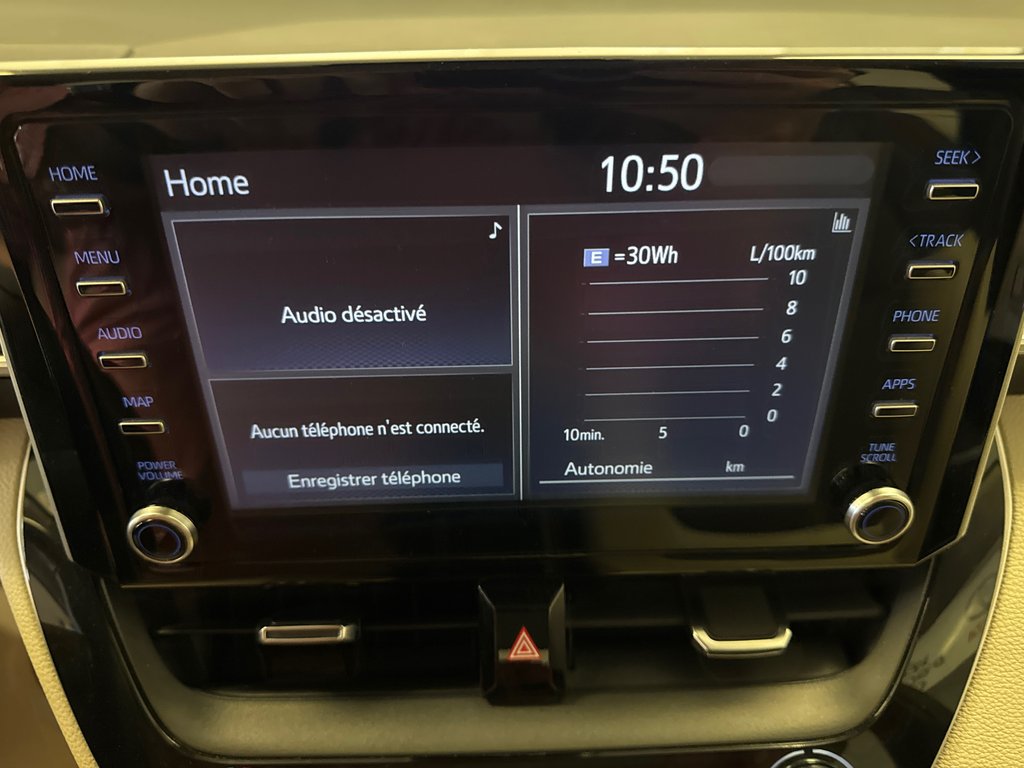 HOME
MENU
AUDIO
MAP
POWER
VOLUME
Home
10:50
Audio désactivé
Aucun téléphone n'est connecté.
Enregistrer téléphone
E =30Wh L/100km
10
8
6
4
2
0
10min. 5 0
Autonomie km
SEEK >
< TRACK
PHONE
APPS
TUNE
SCROLL